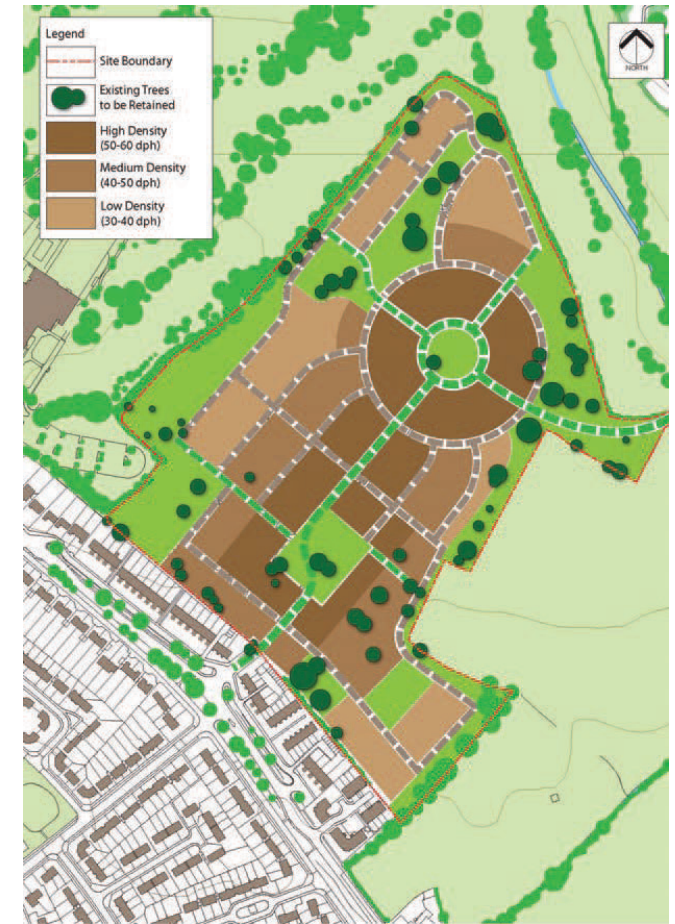 Legend
Site Boundary
Existing Trees
to be Retained
High Density
(50-60 dph)
Medium Density
(40-50 dph)
Low Density
(30-40 dph)
NORTH